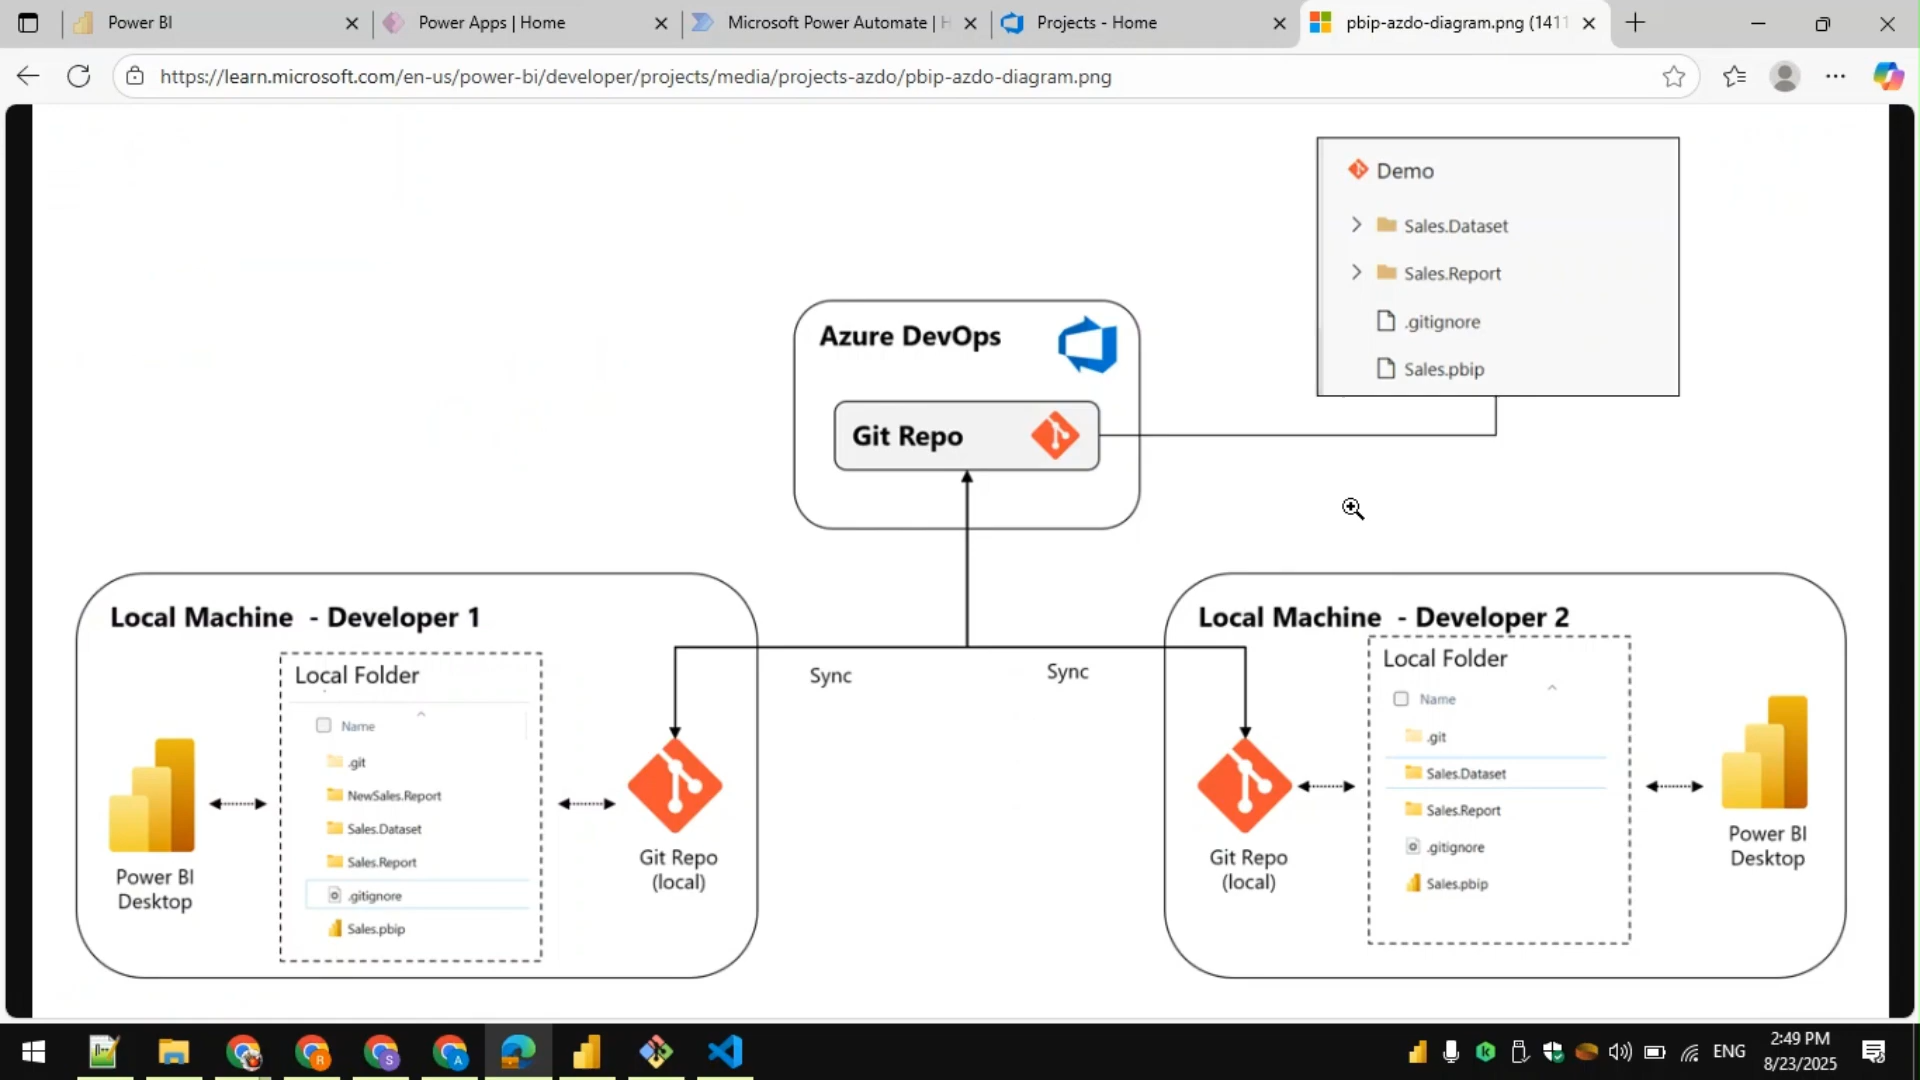 Power BI
Power Apps | Home
Microsoft Power Automate | H
Projects - Home
pbip-azdo-diagram.png (1411
https://learn.microsoft.com/en-us/power-bi/developer/projects/media/projects-azdo/pbip-azdo-diagram.png
Demo
Sales.Dataset
Sales.Report
.gitignore
Sales.pbip
Azure DevOps
Git Repo
Local Machine - Developer 1
Local Folder
Name
.git
NewSales.Report
Sales.Dataset
Sales.Report
.gitignore
Sales.pbip
Power BI
Desktop
Git Repo
(local)
Sync
Sync
Local Machine - Developer 2
Local Folder
Name
.git
Sales.Dataset
Sales.Report
.gitignore
Sales.pbip
Git Repo
(local)
Power BI
Desktop
R
S
A
ENG
2:49 PM
8/23/2025